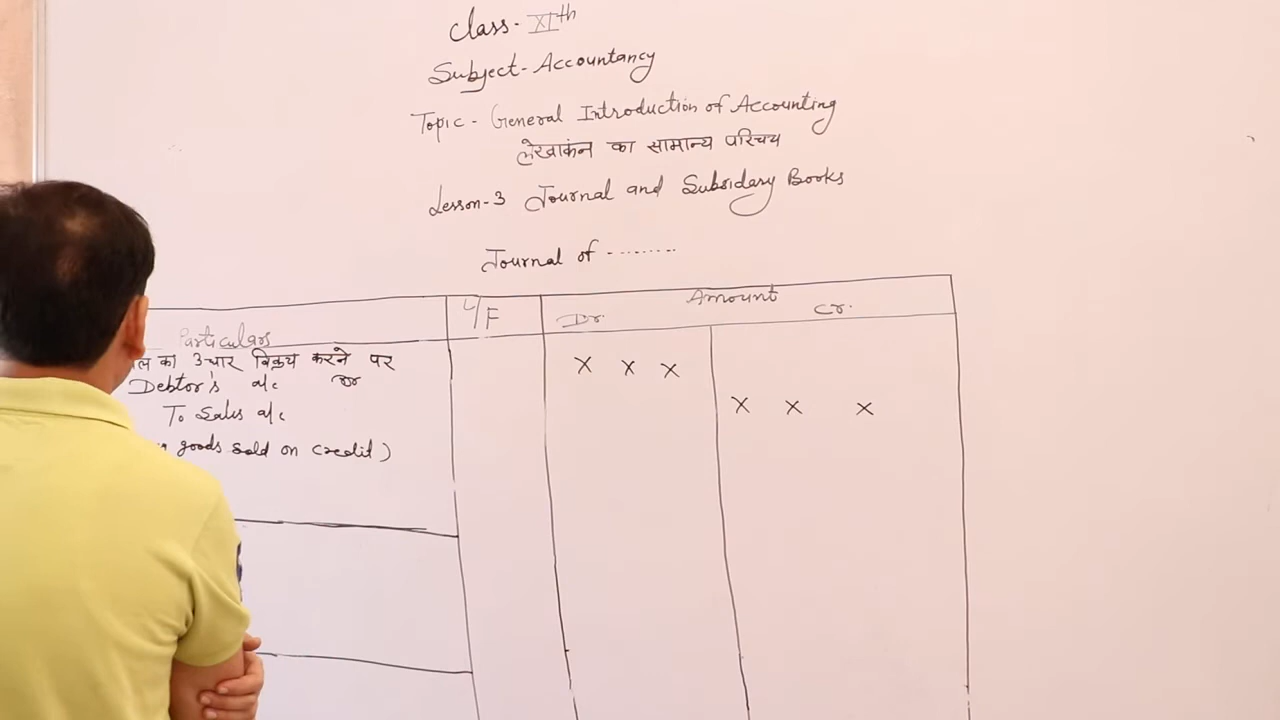 Class- XIth
Subject- Accountancy
Topic- General Introduction of Accounting
लेखाकंन का सामान्य परिचय
Lesson-3 Journal and Subsidary Books
Journal of ---------
Particulars L/F Amount
Dr. Cr.
का उधार विक्रय करने पर X X X
Debtor's a/c Dr
To Sales a/c X X X
goods sold on credit)